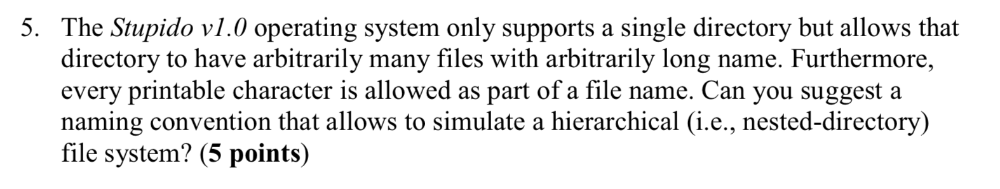 5. The Stupido v1.0 operating system only supports a single directory but allows that
directory to have arbitrarily many files with arbitrarily long name. Furthermore,
every printable character is allowed as part of a file name. Can you suggest a
naming convention that allows to simulate a hierarchical (i.e., nested-directory)
file system? (5 points)